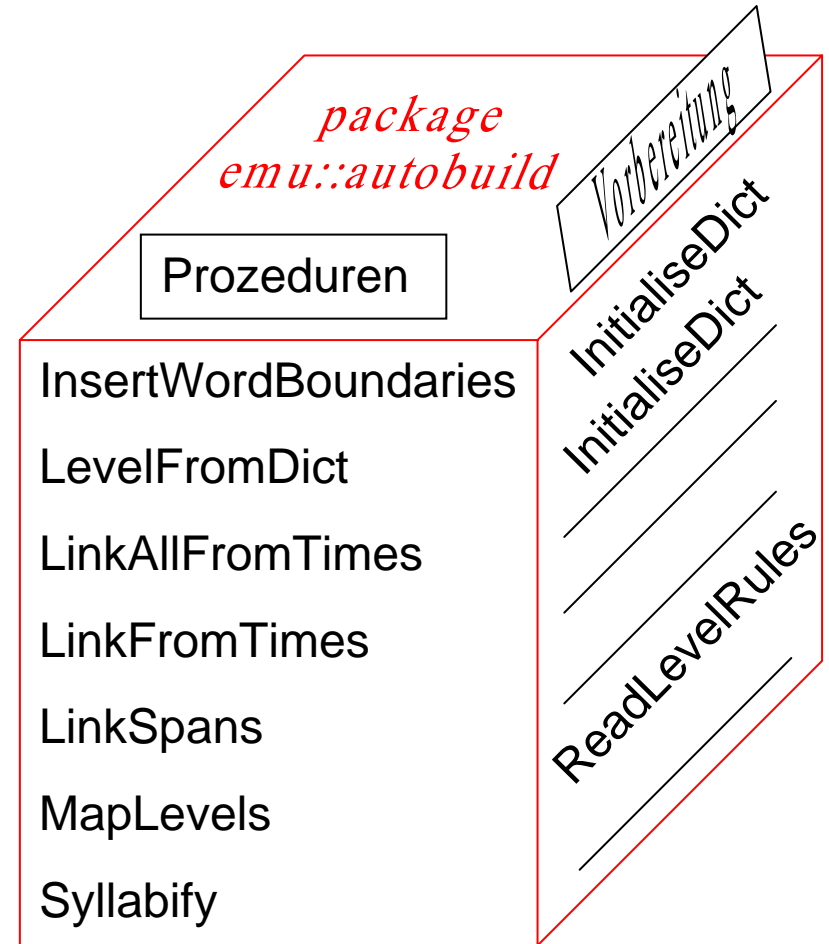 package
emu::autobuild
Vorbereitung
Prozeduren
InsertWordBoundaries
LevelFromDict
LinkAllFromTimes
LinkFromTimes
LinkSpans
MapLevels
Syllabify
InitialiseDict
InitialiseDict
ReadLevelRules